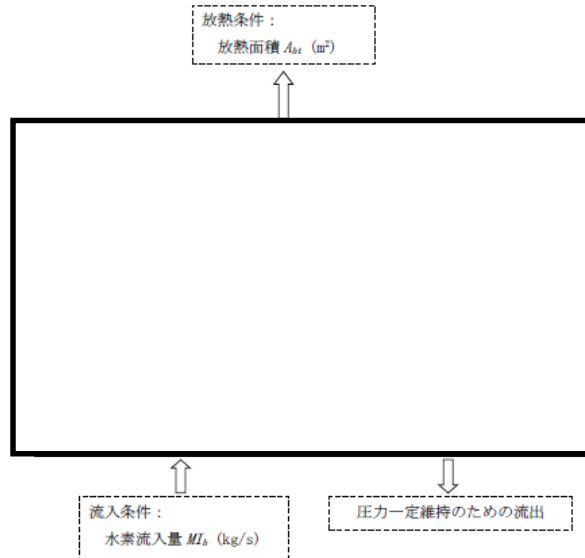 放熱条件：
放熱面積 Aht (m²)
流入条件：
水素流入量 MIh (kg/s)
圧力一定維持のための流出